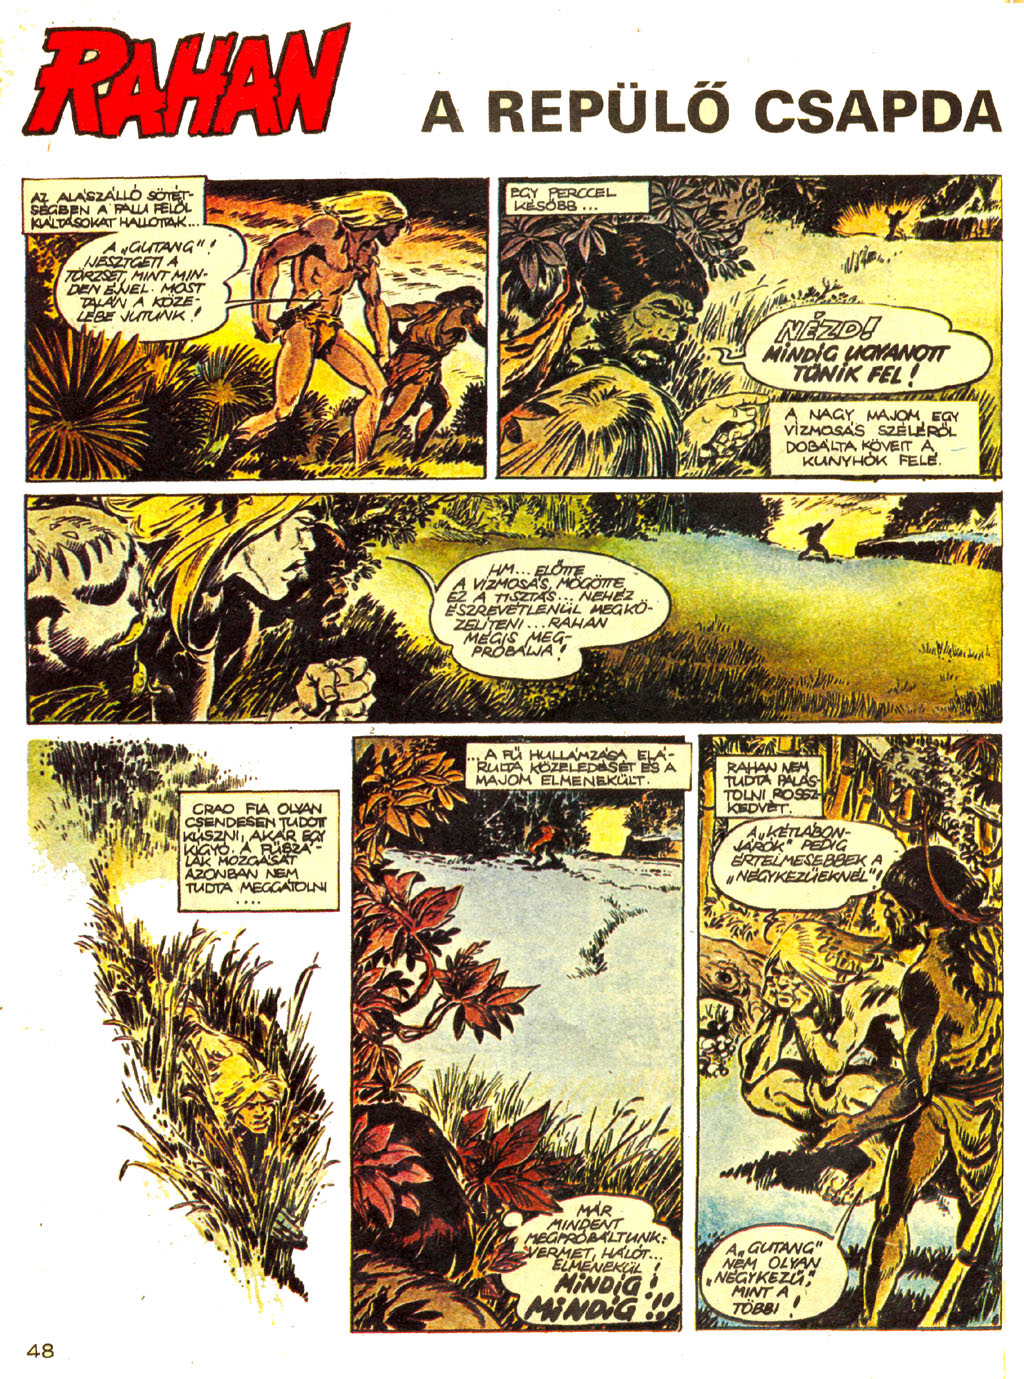 RAHAN
A REPÜLŐ CSAPDA
AZ ALÁSZÁLLÓ SÖTÉT-
SÉGBEN A FALU FELŐL
KIÁLTÁSOKAT HALLOTTAK...
A „GUTANG"!
IJESZTGETI A
TÖRZSET, MINT MIN-
DEN ÉJJEL. MOST
TALÁN A KÖZE-
LÉBE JUTUNK!
EGY PERCCEL
KÉSŐBB...
NÉZD!
MINDIG UGYANOTT
TŰNIK FEL!
A NAGY MAJOM EGY
VÍZMOSÁS SZÉLÉRŐL
DOBÁLTA KÖVEIT A
KUNYHÓK FELÉ.
HM... ELŐTTE
A VÍZMOSÁS, MÖGÖTTE
EZ A TISZTÁS... NEHÉZ
ÉSZREVÉTLENÜL MEGKÖ-
ZELÍTENI... RAHAN
MÉGIS MEG-
PRÓBÁLJA!
CRAO FIA OLYAN
CSENDESEN TUDOTT
KÚSZNI, AKÁR EGY
KÍGYÓ. A FŰSZÁ-
LAK MOZGÁSÁT
AZONBAN NEM
TUDTA MEGGÁTOLNI
....
...A FŰ HULLÁMZÁSA ELÁ-
RULTA KÖZELEDÉSÉT ÉS A
MAJOM ELMENEKÜLT.
MÁR
MINDENT
MEGPRÓBÁLTUNK:
VERMET, HÁLÓT...
ELMENEKÜL!
MINDIG!
MINDIG!!!
RAHAN NEM
TUDTA PALÁS-
TOLNI ROSSZ-
KEDVÉT.
A „KÉTLÁBON-
JÁRÓK" PEDIG
ÉRTELMESEBBEK A
„NÉGYKEZŰEKNÉL"!
A „GUTANG"
NEM OLYAN
„NÉGYKEZŰ,"
MINT A
TÖBBI!
48